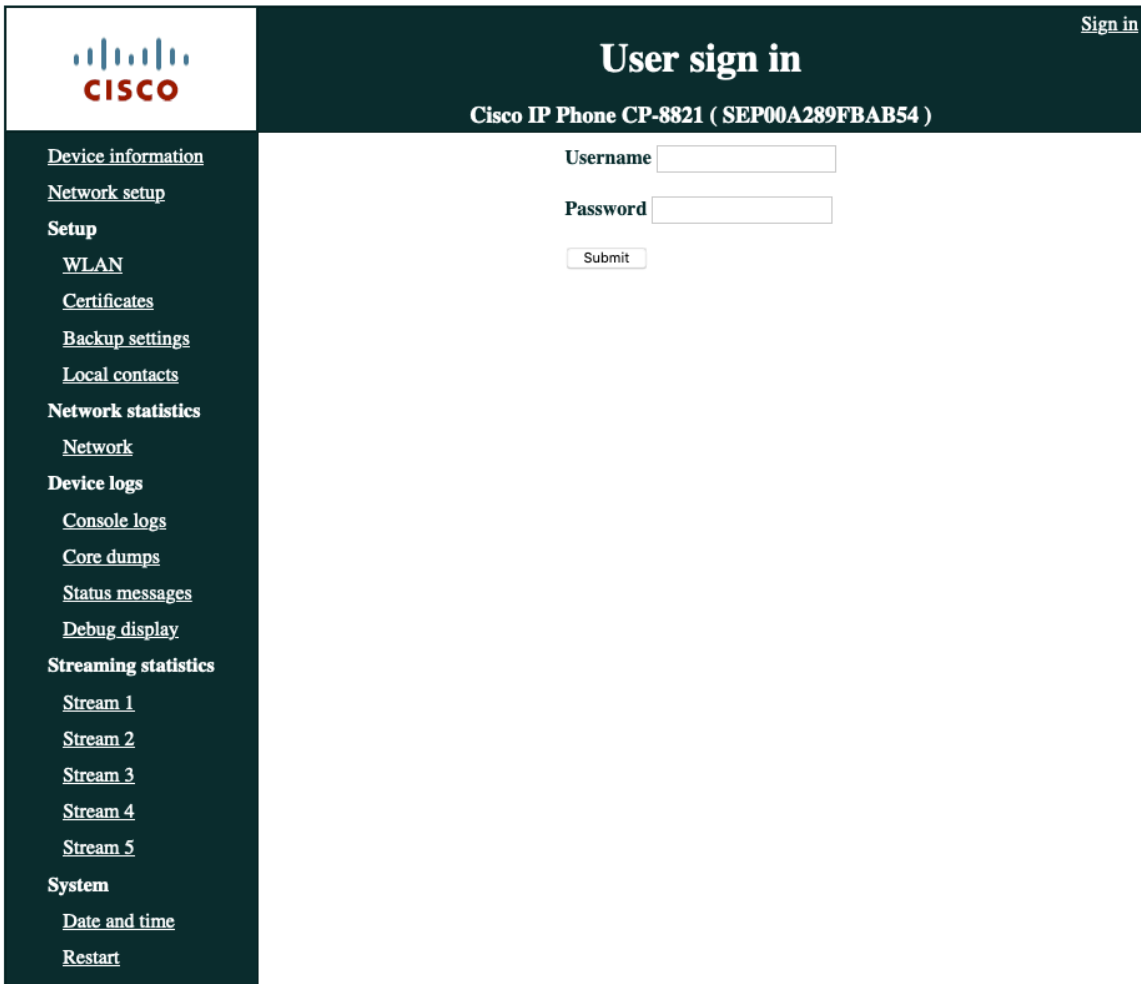 Sign in
CISCO
User sign in
Cisco IP Phone CP-8821 ( SEP00A289FBAB54 )
Device information
Network setup
Setup
WLAN
Certificates
Backup settings
Local contacts
Network statistics
Network
Device logs
Console logs
Core dumps
Status messages
Debug display
Streaming statistics
Stream 1
Stream 2
Stream 3
Stream 4
Stream 5
System
Date and time
Restart
Username
Password
Submit